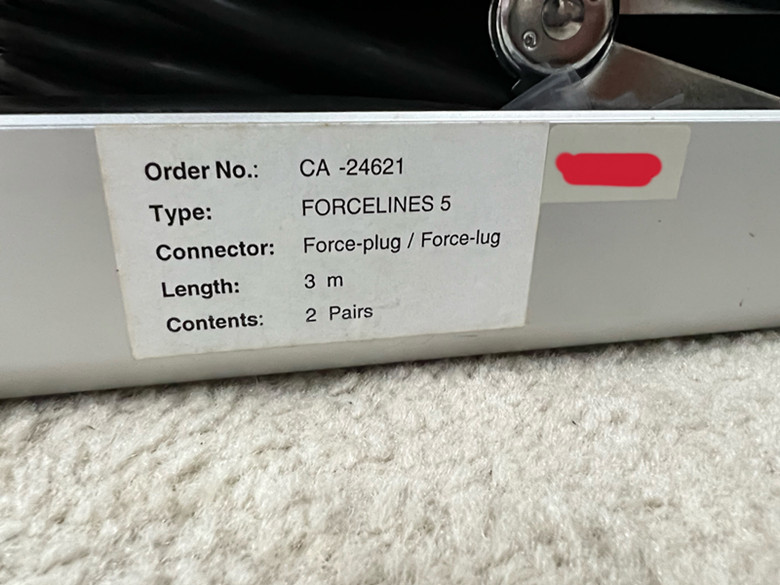 Order No.: CA -24621
Type: FORCELINES 5
Connector: Force-plug / Force-lug
Length: 3 m
Contents: 2 Pairs